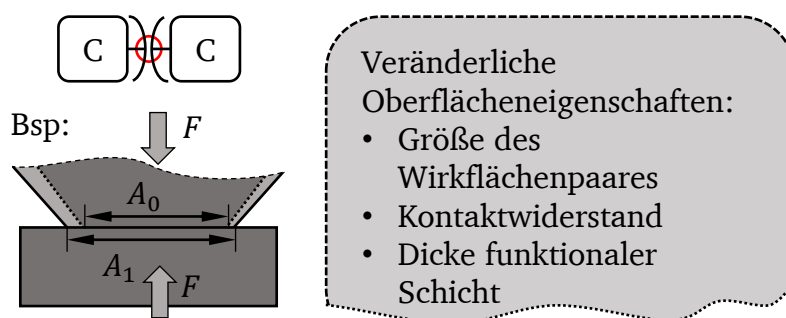 C C
Bsp:
F
A₀
A₁
F
Veränderliche
Oberflächeneigenschaften:
• Größe des
Wirkflächenpaares
• Kontaktwiderstand
• Dicke funktionaler
Schicht